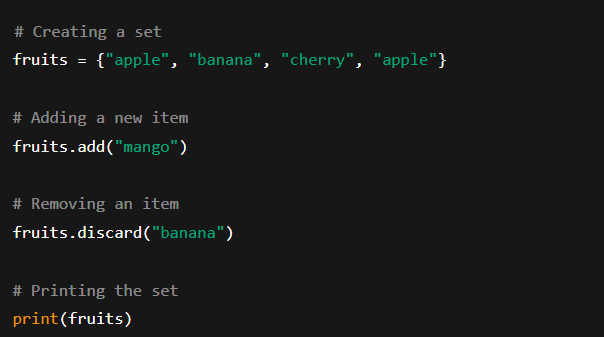 # Creating a set
fruits = {"apple", "banana", "cherry", "apple"}
# Adding a new item
fruits.add("mango")
# Removing an item
fruits.discard("banana")
# Printing the set
print(fruits)